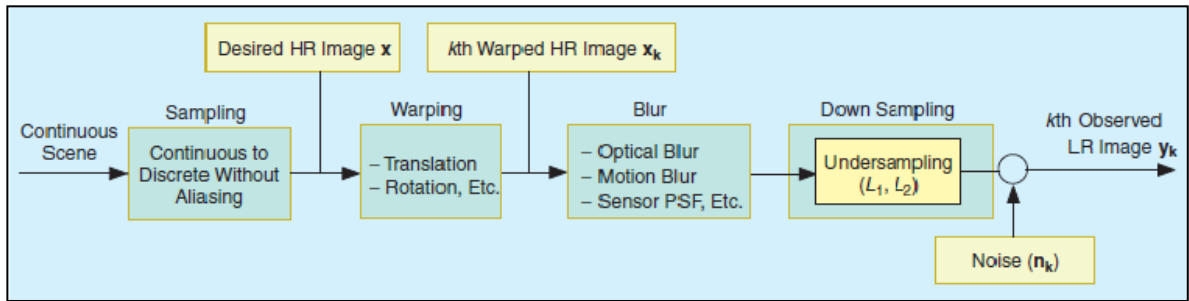 Desired HR Image x
kth Warped HR Image xk
Sampling
Warping
Blur
Down Sampling
Continuous
Scene
Continuous to
Discrete Without
Aliasing
– Translation
– Rotation, Etc.
– Optical Blur
– Motion Blur
– Sensor PSF, Etc.
Undersampling
(L1, L2)
kth Observed
LR Image yk
Noise (nk)